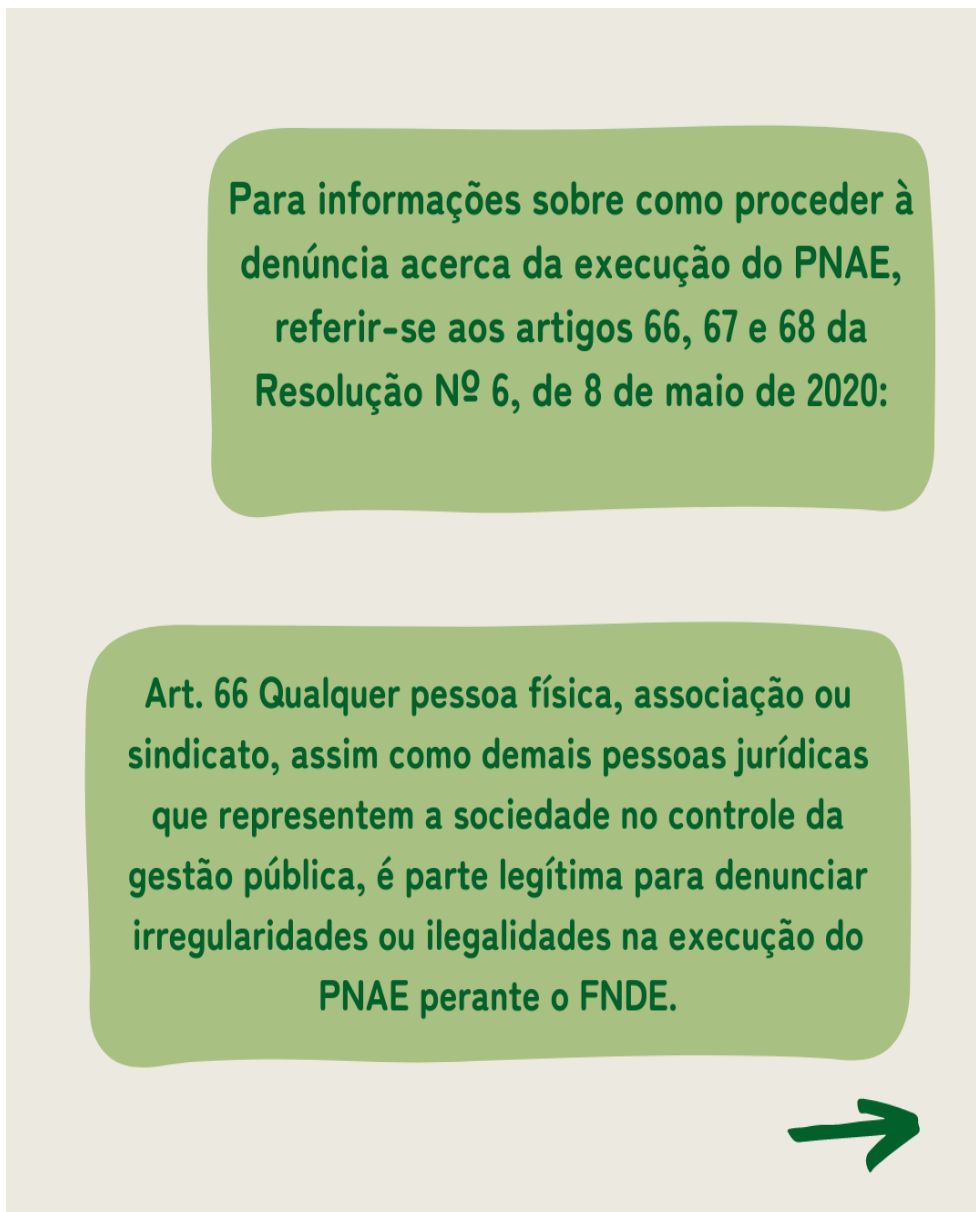 Para informações sobre como proceder à
denúncia acerca da execução do PNAE,
referir-se aos artigos 66, 67 e 68 da
Resolução Nº 6, de 8 de maio de 2020:
Art. 66 Qualquer pessoa física, associação ou
sindicato, assim como demais pessoas jurídicas
que representem a sociedade no controle da
gestão pública, é parte legítima para denunciar
irregularidades ou ilegalidades na execução do
PNAE perante o FNDE.